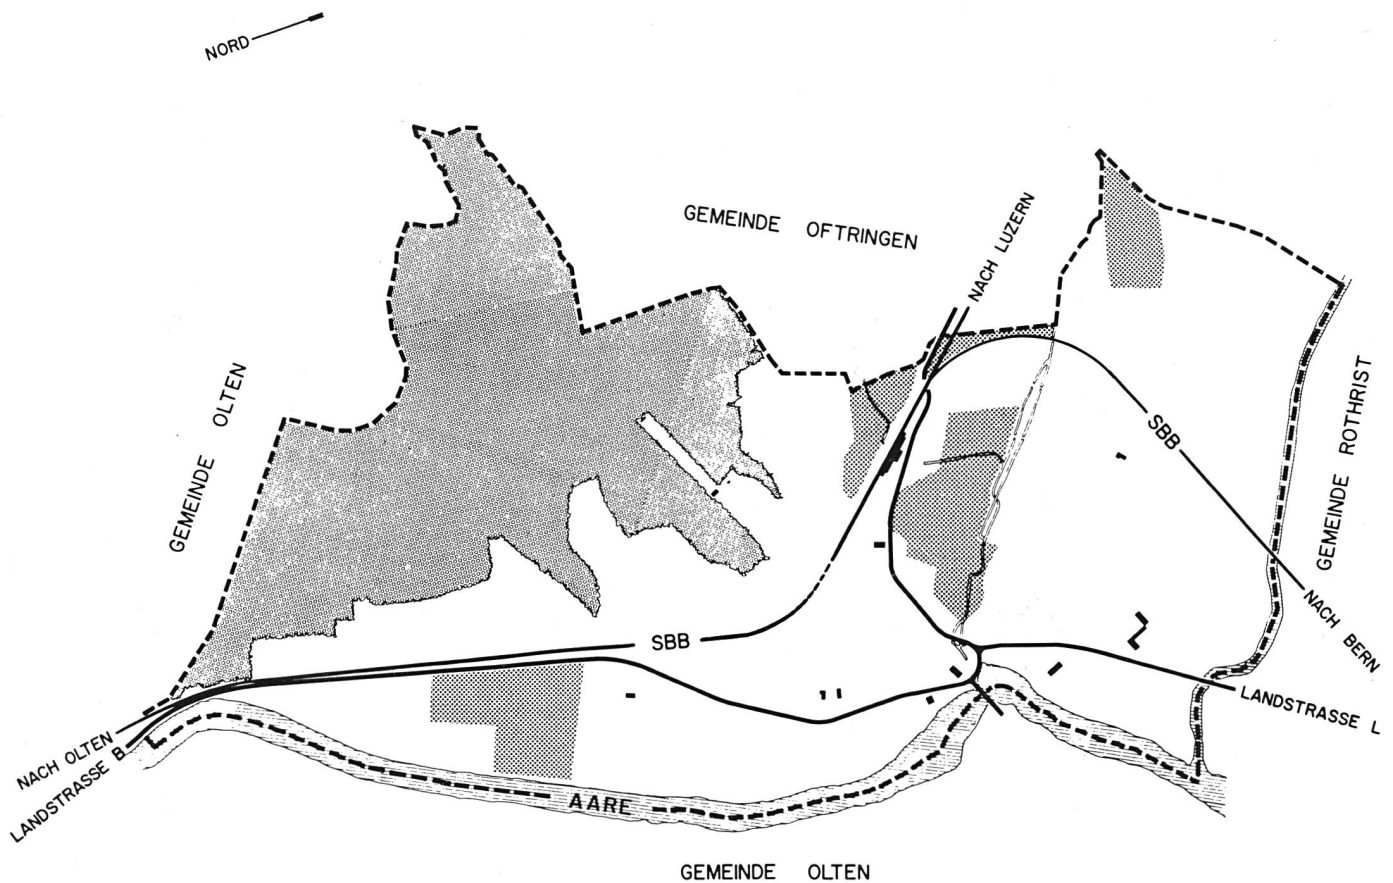 NORD
GEMEINDE OFTRINGEN
NACH LUZERN
GEMEINDE OLTEN
SBB
GEMEINDE ROTHRIST
SBB
NACH BERN
LANDSTRASSE L
NACH OLTEN
LANDSTRASSE B
AARE
GEMEINDE OLTEN